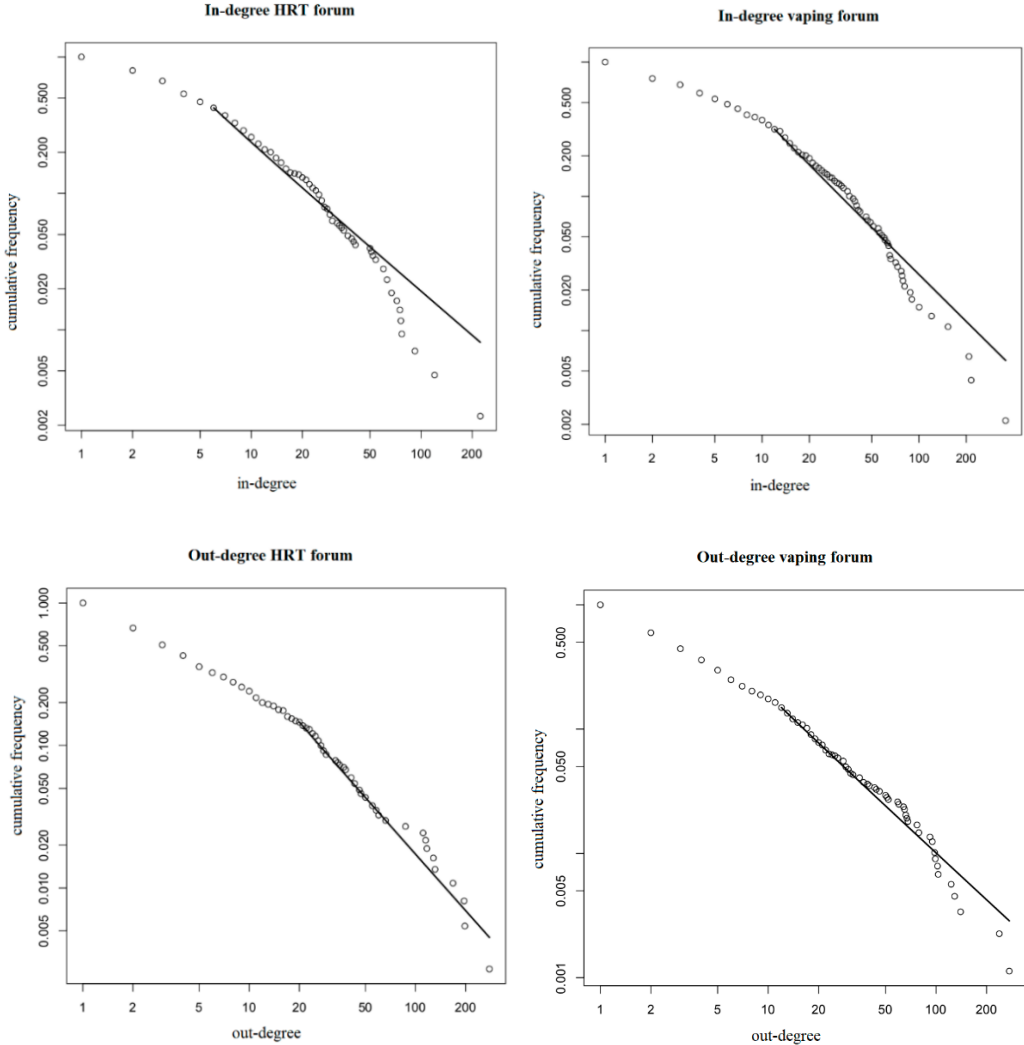 In-degree HRT forum
cumulative frequency
0.500
0.200
0.050
0.020
0.005
0.002
1 2 5 10 20 50 100 200
in-degree
In-degree vaping forum
cumulative frequency
0.500
0.200
0.050
0.020
0.005
0.002
1 2 5 10 20 50 100 200
in-degree
Out-degree HRT forum
cumulative frequency
1.000
0.500
0.200
0.100
0.050
0.020
0.010
0.005
1 2 5 10 20 50 100 200
out-degree
Out-degree vaping forum
cumulative frequency
0.500
0.050
0.005
0.001
1 2 5 10 20 50 100 200
out-degree